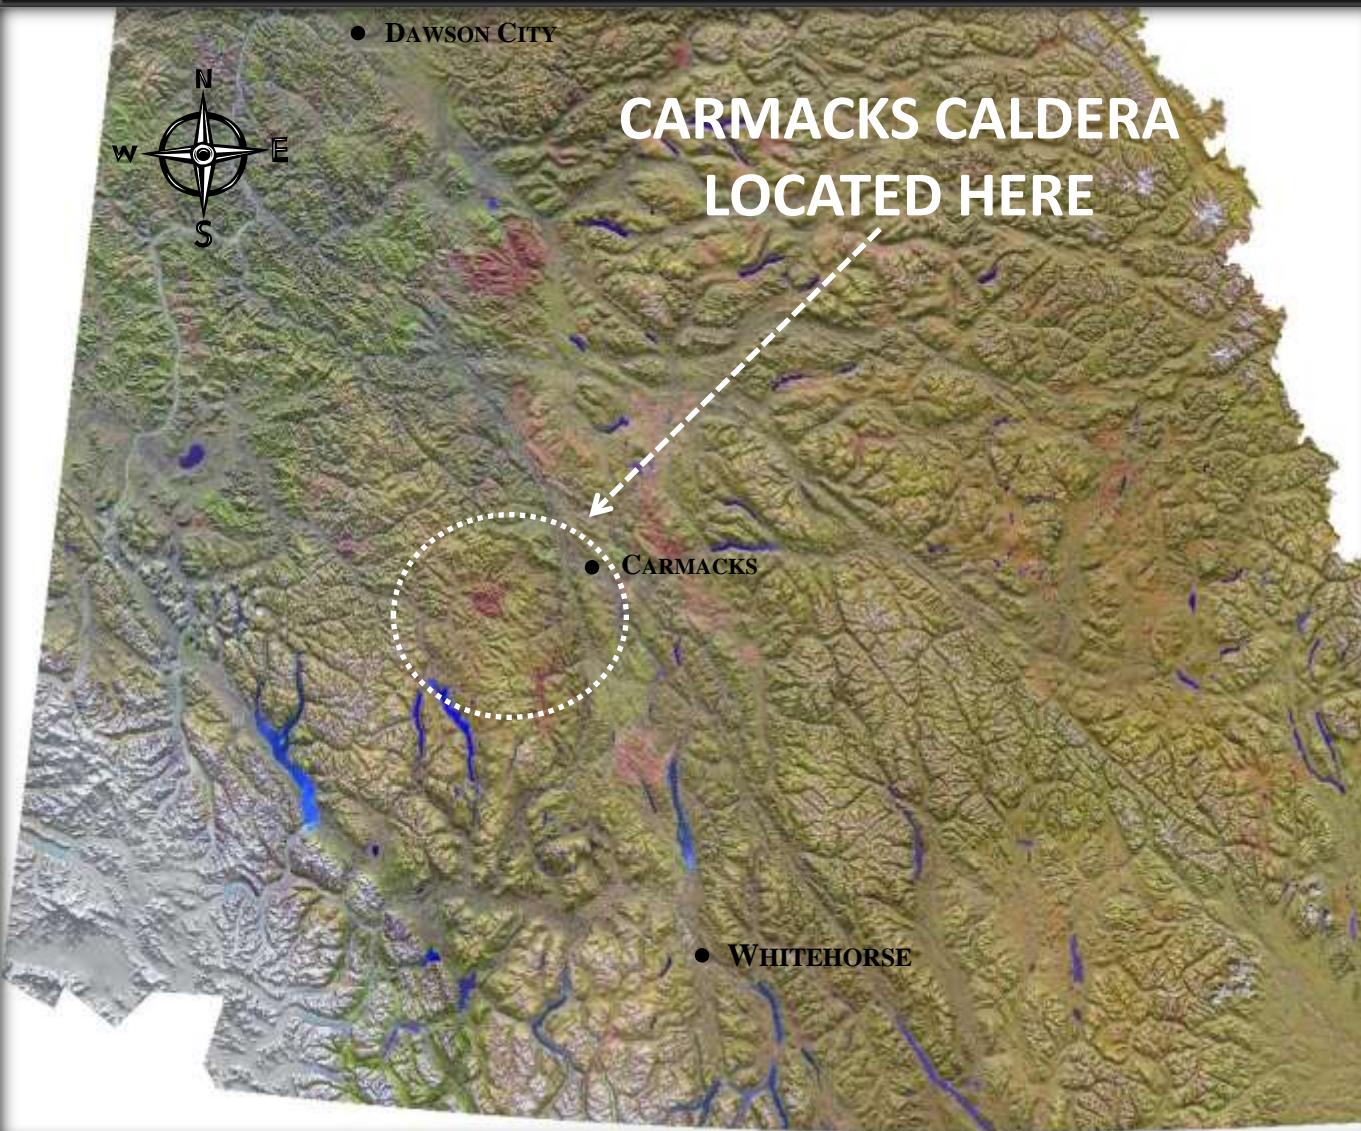 DAWSON CITY
N
W E
S
CARMACKS CALDERA
LOCATED HERE
CARMACKS
WHITEHORSE